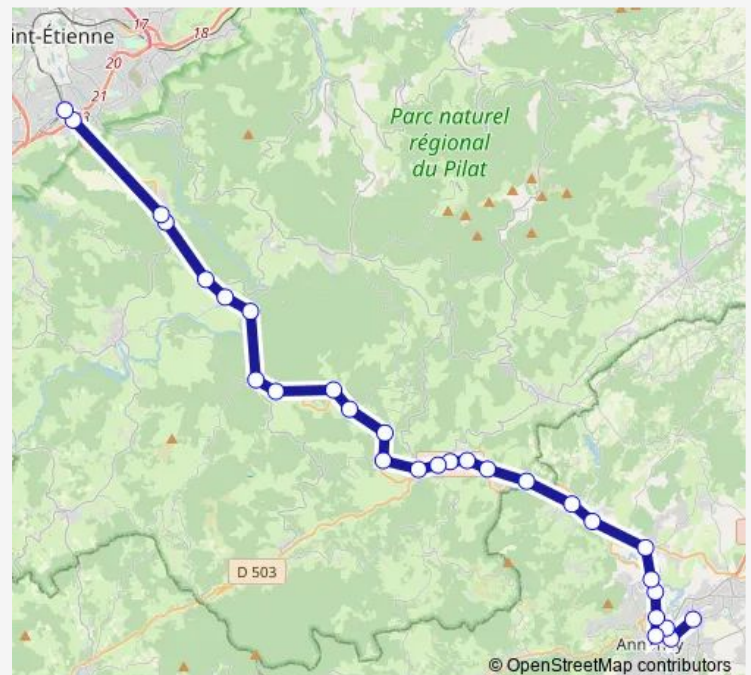 int-Étienne
17
18
20
21
Parc naturel
régional
du Pilat
D 503
© OpenStreetMap contributors